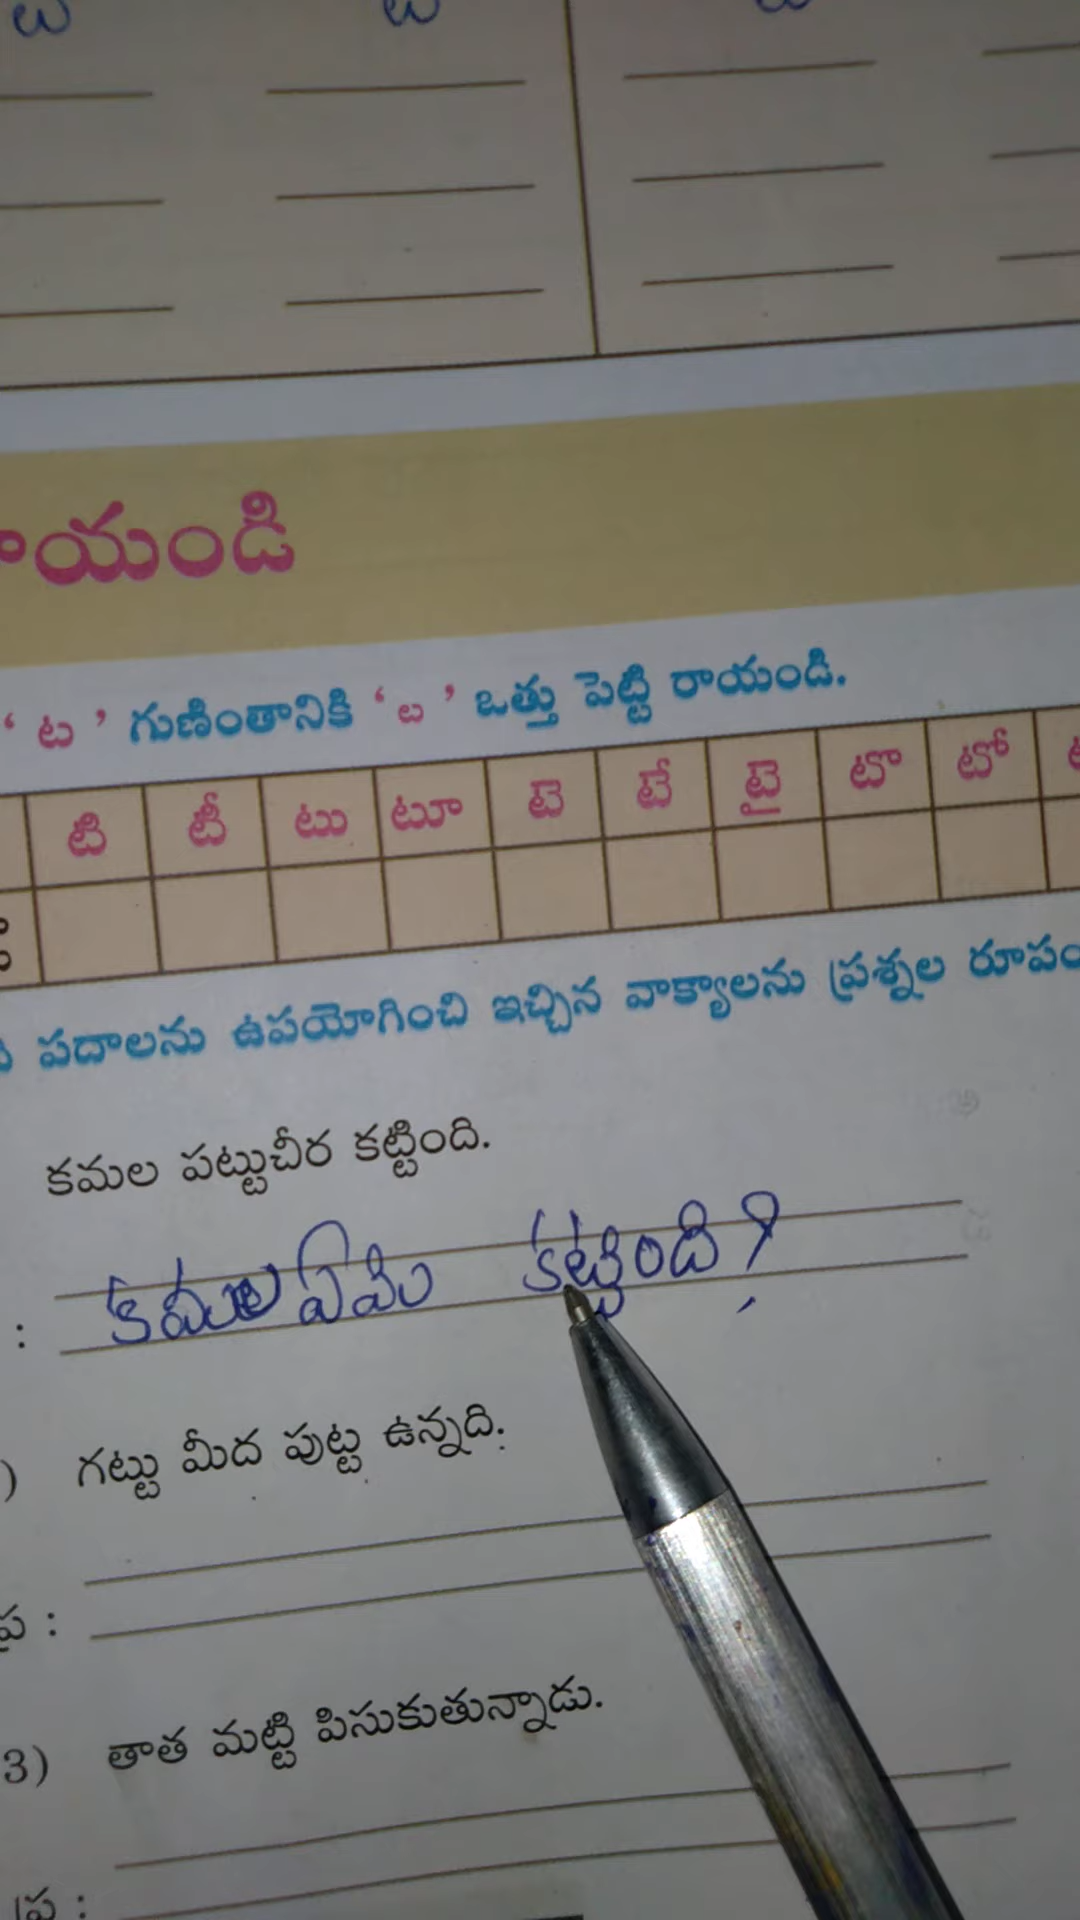 యండి
‘ ట ’ గుణింతానికి ‘ ట ’ ఒత్తు పెట్టి రాయండి.
టి టీ టు టూ టె టే టై టొ టో
పదాలను ఉపయోగించి ఇచ్చిన వాక్యాలను ప్రశ్నల
కమల పట్టుచీర కట్టింది.
: కమల ఏమి కట్టింది?
) గట్టు మీద పుట్ట ఉన్నది.
ప్ర :
3) తాత మట్టి పిసుకుతున్నాడు.
ప్ర :